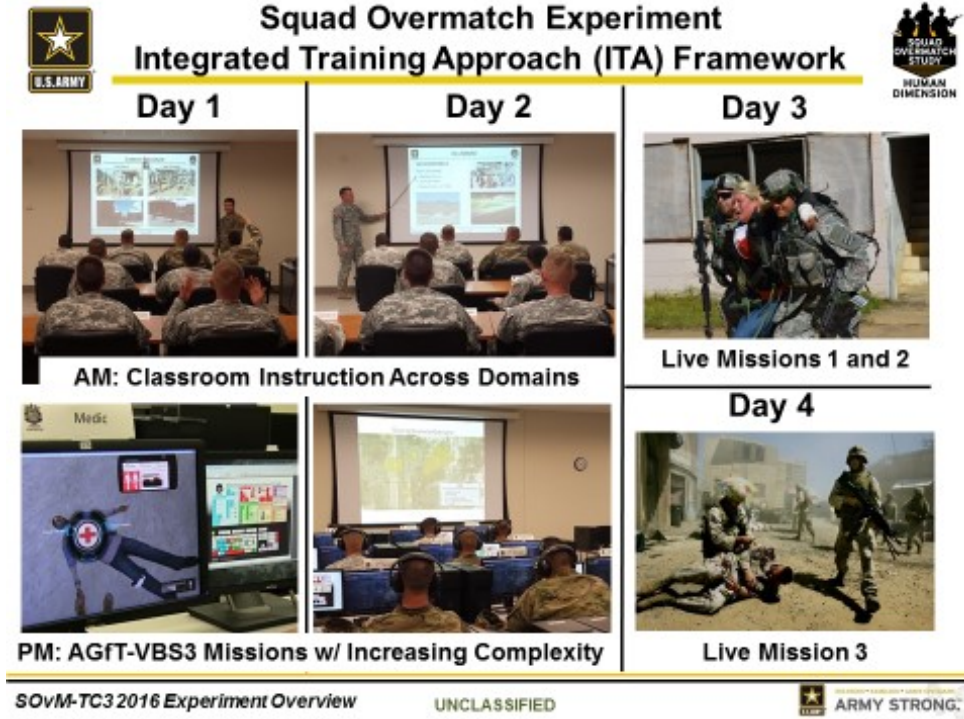 Squad Overmatch Experiment
Integrated Training Approach (ITA) Framework
U.S.ARMY
SQUAD
OVERMATCH
STUDY
HUMAN
DIMENSION
Day 1
Day 2
Day 3
AM: Classroom Instruction Across Domains
Live Missions 1 and 2
Day 4
Medic
PM: AGfT-VBS3 Missions w/ Increasing Complexity
Live Mission 3
SOvM-TC3 2016 Experiment Overview
UNCLASSIFIED
ARMY STRONG.